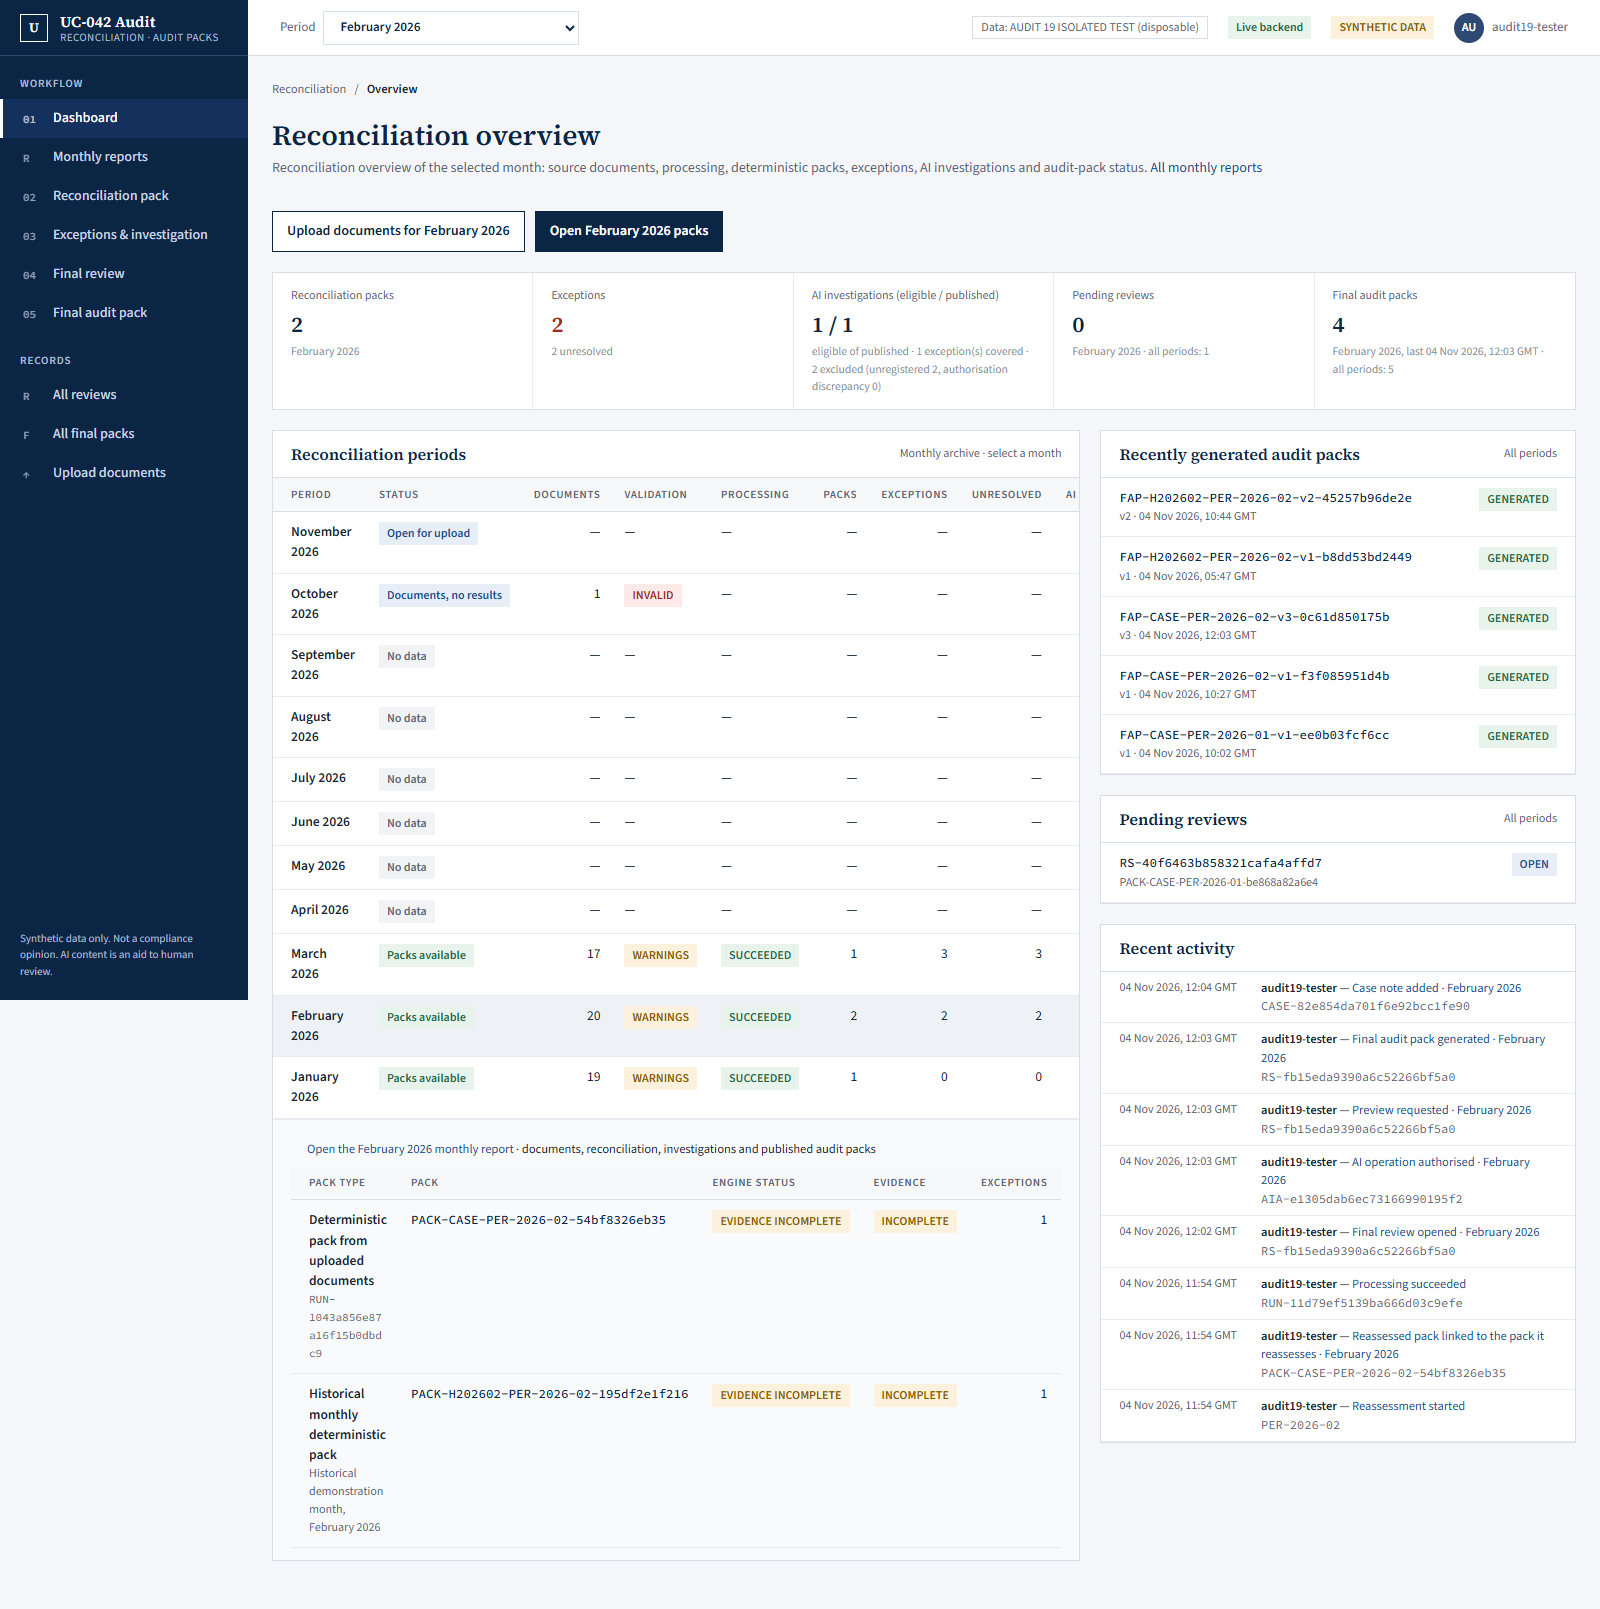 U
UC-042 Audit
RECONCILIATION · AUDIT PACKS
WORKFLOW
01 Dashboard
R Monthly reports
02 Reconciliation pack
03 Exceptions & investigation
04 Final review
05 Final audit pack
RECORDS
R All reviews
F All final packs
↑ Upload documents
Synthetic data only. Not a compliance
opinion. AI content is an aid to human
review.
Period February 2026
Data: AUDIT 19 ISOLATED TEST (disposable) Live backend SYNTHETIC DATA AU audit19-tester
Reconciliation / Overview
Reconciliation overview
Reconciliation overview of the selected month: source documents, processing, deterministic packs, exceptions, AI investigations and audit-pack status. All monthly reports
Upload documents for February 2026 Open February 2026 packs
Reconciliation packs
2
February 2026
Exceptions
2
2 unresolved
AI investigations (eligible / published)
1 / 1
eligible of published · 1 exception(s) covered ·
2 excluded (unregistered 2, authorisation
discrepancy 0)
Pending reviews
0
February 2026 · all periods: 1
Final audit packs
4
February 2026, last 04 Nov 2026, 12:03 GMT ·
all periods: 5
Reconciliation periods Monthly archive · select a month
PERIOD STATUS DOCUMENTS VALIDATION PROCESSING PACKS EXCEPTIONS UNRESOLVED AI
November Open for upload — — — — — —
2026
October Documents, no results 1 INVALID — — — —
2026
September No data — — — — — —
2026
August No data — — — — — —
2026
July 2026 No data — — — — — —
June 2026 No data — — — — — —
May 2026 No data — — — — — —
April 2026 No data — — — — — —
March Packs available 17 WARNINGS SUCCEEDED 1 3 3
2026
February Packs available 20 WARNINGS SUCCEEDED 2 2 2
2026
January Packs available 19 WARNINGS SUCCEEDED 1 0 0
2026
Open the February 2026 monthly report · documents, reconciliation, investigations and published audit packs
PACK TYPE PACK ENGINE STATUS EVIDENCE EXCEPTIONS
Deterministic PACK-CASE-PER-2026-02-54bf8326eb35 EVIDENCE INCOMPLETE INCOMPLETE 1
pack from
uploaded
documents
RUN-
1043a856e87
a16f15b0dbd
c9
Historical PACK-H202602-PER-2026-02-195df2e1f216 EVIDENCE INCOMPLETE INCOMPLETE 1
monthly
deterministic
pack
Historical
demonstration
month,
February 2026
Recently generated audit packs All periods
FAP-H202602-PER-2026-02-v2-45257b96de2e GENERATED
v2 · 04 Nov 2026, 10:44 GMT
FAP-H202602-PER-2026-02-v1-b8dd53bd2449 GENERATED
v1 · 04 Nov 2026, 05:47 GMT
FAP-CASE-PER-2026-02-v3-0c61d850175b GENERATED
v3 · 04 Nov 2026, 12:03 GMT
FAP-CASE-PER-2026-02-v1-f3f085951d4b GENERATED
v1 · 04 Nov 2026, 10:27 GMT
FAP-CASE-PER-2026-01-v1-ee0b03fcf6cc GENERATED
v1 · 04 Nov 2026, 10:02 GMT
Pending reviews All periods
RS-40f6463b858321cafa4affd7 OPEN
PACK-CASE-PER-2026-01-be868a82a6e4
Recent activity
04 Nov 2026, 12:04 GMT audit19-tester — Case note added · February 2026
CASE-82e854da701f6e92bcc1fe90
04 Nov 2026, 12:03 GMT audit19-tester — Final audit pack generated · February
2026
RS-fb15eda9390a6c52266bf5a0
04 Nov 2026, 12:03 GMT audit19-tester — Preview requested · February 2026
RS-fb15eda9390a6c52266bf5a0
04 Nov 2026, 12:03 GMT audit19-tester — AI operation authorised · February
2026
AIA-e1305dab6ec73166990195f2
04 Nov 2026, 12:02 GMT audit19-tester — Final review opened · February 2026
RS-fb15eda9390a6c52266bf5a0
04 Nov 2026, 11:54 GMT audit19-tester — Processing succeeded
RUN-11d79ef5139ba666d03c9efe
04 Nov 2026, 11:54 GMT audit19-tester — Reassessed pack linked to the pack it
reassesses · February 2026
PACK-CASE-PER-2026-02-54bf8326eb35
04 Nov 2026, 11:54 GMT audit19-tester — Reassessment started
PER-2026-02